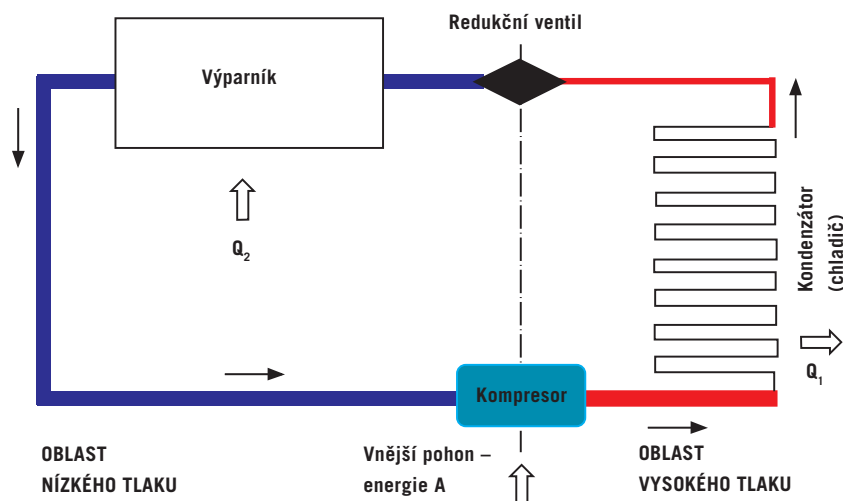 Redukční ventil
Výparník
Q2
Kondenzátor
(chladič)
Q1
Kompresor
OBLAST
NÍZKÉHO TLAKU
Vnější pohon –
energie A
OBLAST
VYSOKÉHO TLAKU